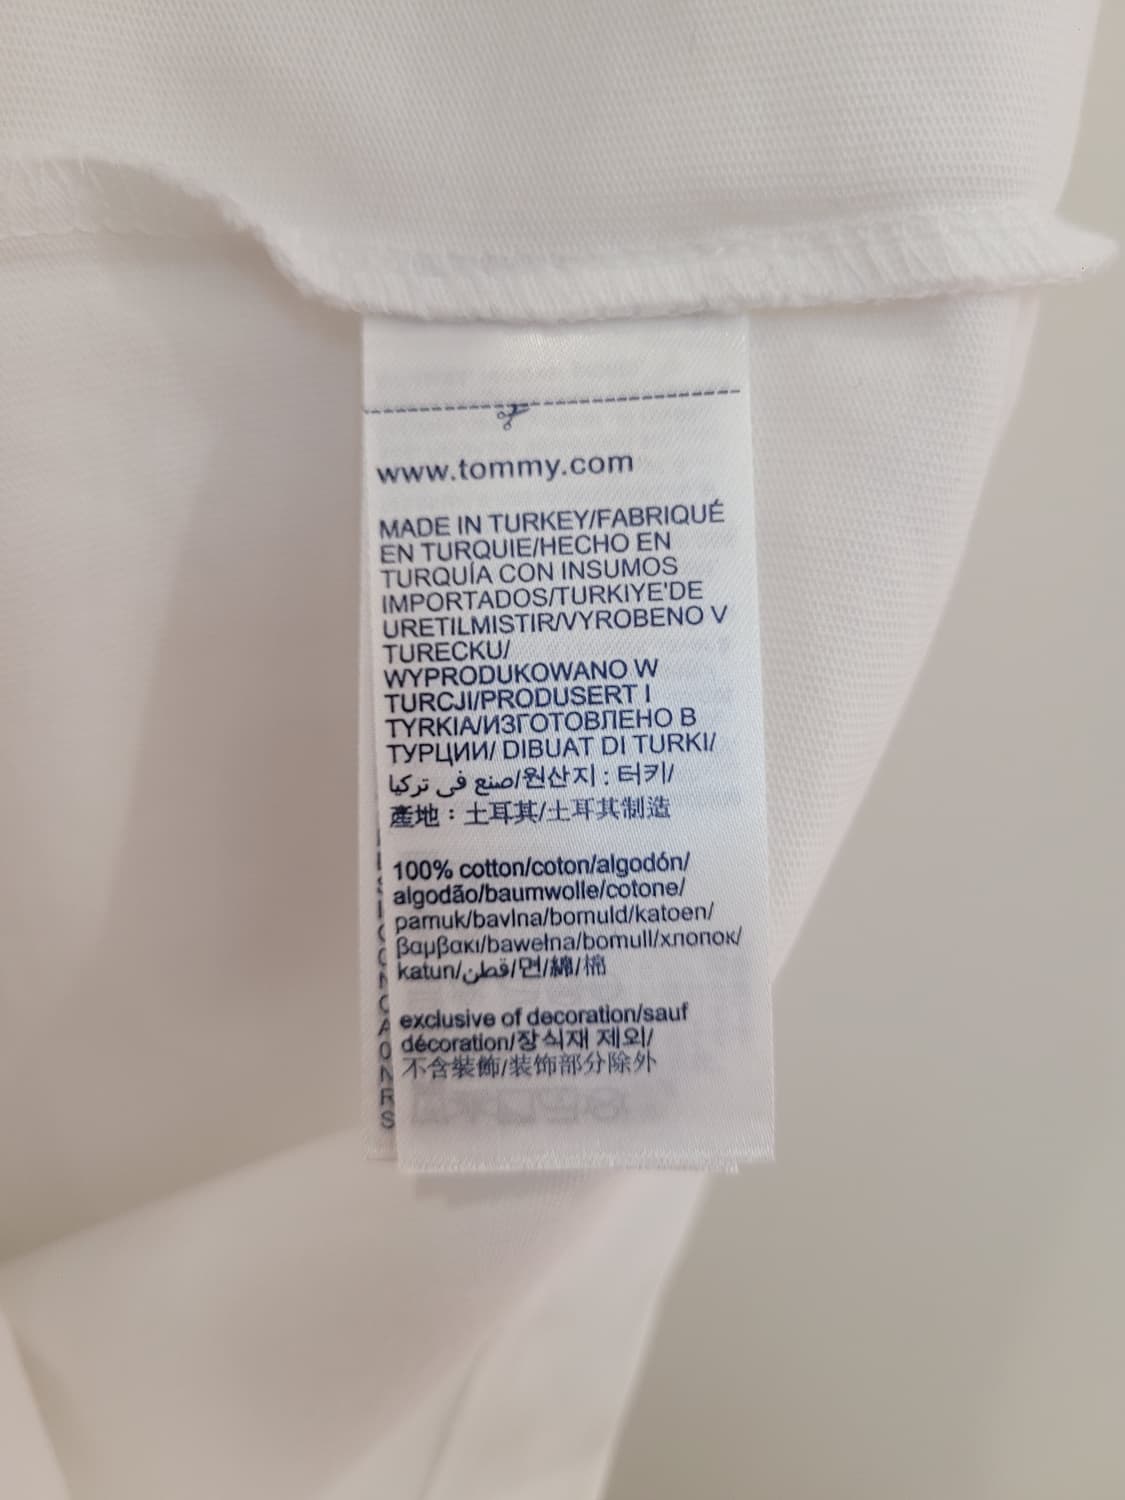 www.tommy.com
MADE IN TURKEY/FABRIQUÉ
EN TURQUIE/HECHO EN
TURQUÍA CON INSUMOS
IMPORTADOS/TURKIYE'DE
URETILMISTIR/VYROBENO V
TURECKU/
WYPRODUKOWANO W
TURCJI/PRODUSERT I
TYRKIA/ИЗГОТОВЛЕНО В
ТУРЦИИ/ DIBUAT DI TURKI/
صنع في تركيا/원산지 : 터키/
產地：土耳其/土耳其制造
100% cotton/coton/algodón/
algodão/baumwolle/cotone/
pamuk/bavlna/bomuld/katoen/
βαμβακι/bawełna/bomull/хлопок/
katun/قطن/면/綿/棉
exclusive of decoration/sauf
décoration/장식재 제외/
不含裝飾/装饰部分除外